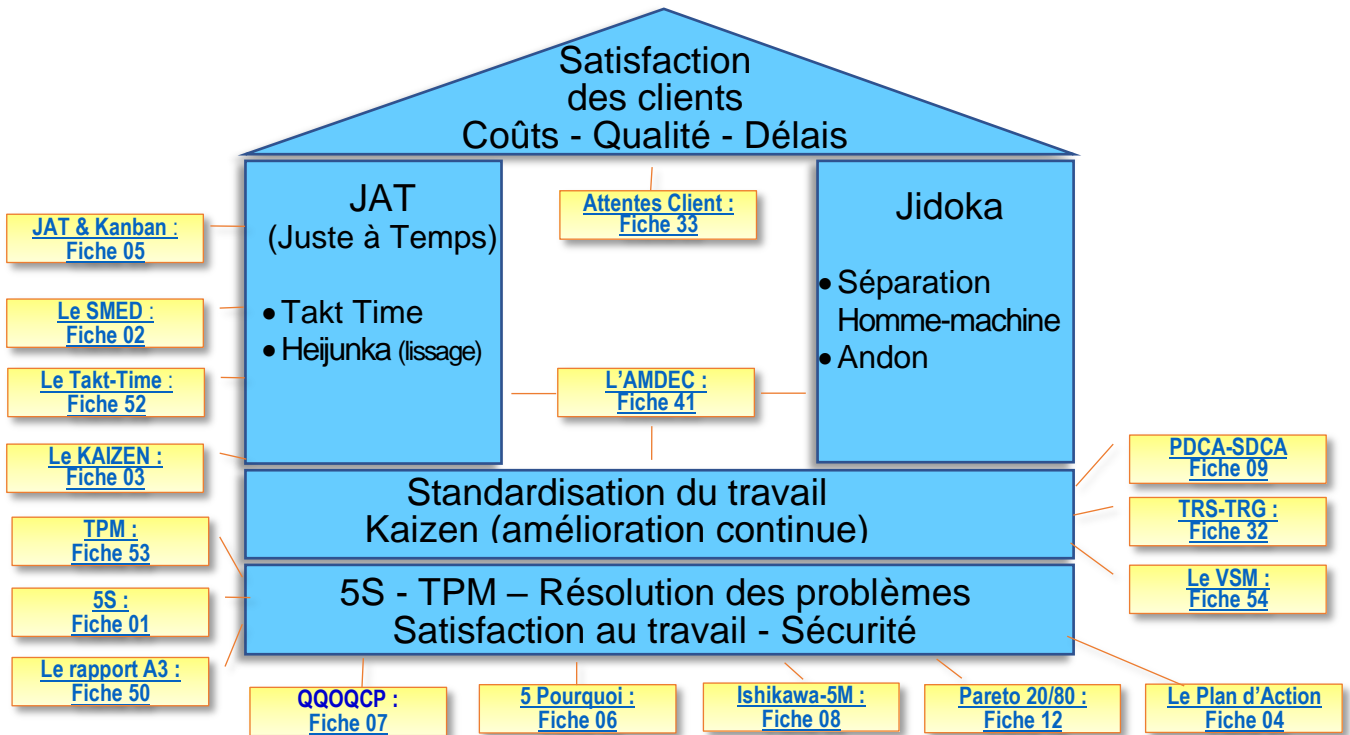 Satisfaction
des clients
Coûts - Qualité - Délais
JAT
(Juste à Temps)
• Takt Time
• Heijunka (lissage)
Attentes Client :
Fiche 33
Jidoka
• Séparation
Homme-machine
• Andon
JAT & Kanban :
Fiche 05
Le SMED :
Fiche 02
Le Takt-Time :
Fiche 52
L'AMDEC :
Fiche 41
Le KAIZEN :
Fiche 03
PDCA-SDCA
Fiche 09
Standardisation du travail
Kaizen (amélioration continue)
TRS-TRG :
Fiche 32
TPM :
Fiche 53
Le VSM :
Fiche 54
5S :
Fiche 01
5S - TPM – Résolution des problèmes
Satisfaction au travail - Sécurité
Le rapport A3 :
Fiche 50
QQOQCP :
Fiche 07
5 Pourquoi :
Fiche 06
Ishikawa-5M :
Fiche 08
Pareto 20/80 :
Fiche 12
Le Plan d'Action
Fiche 04